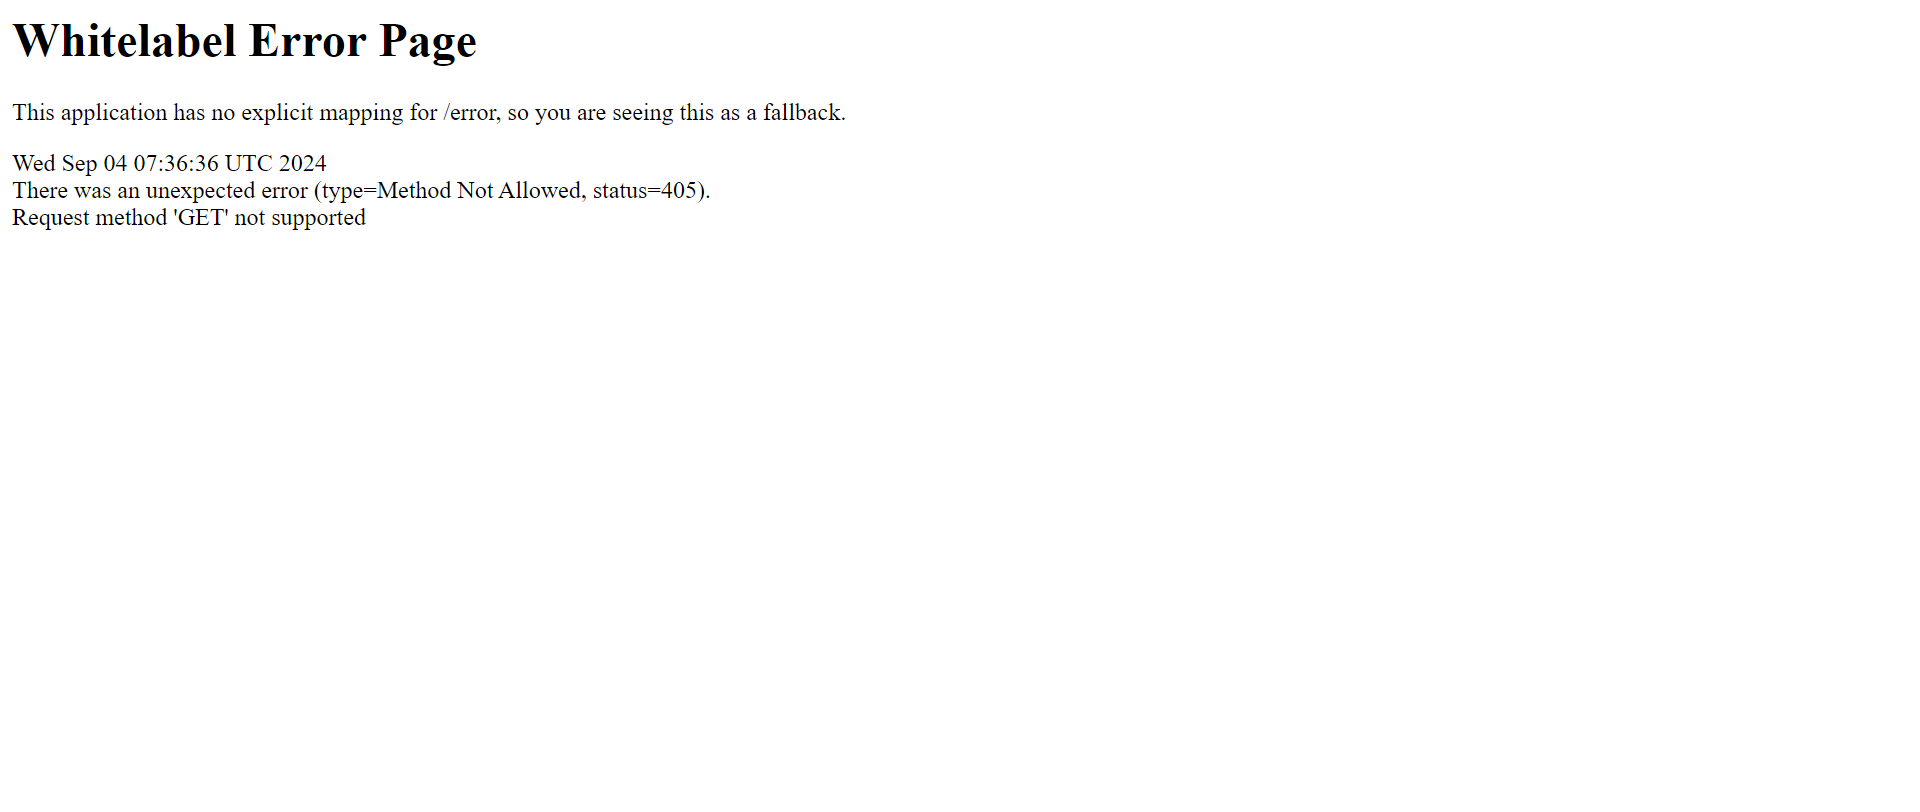 Whitelabel Error Page
This application has no explicit mapping for /error, so you are seeing this as a fallback.
Wed Sep 04 07:36:36 UTC 2024
There was an unexpected error (type=Method Not Allowed, status=405).
Request method 'GET' not supported